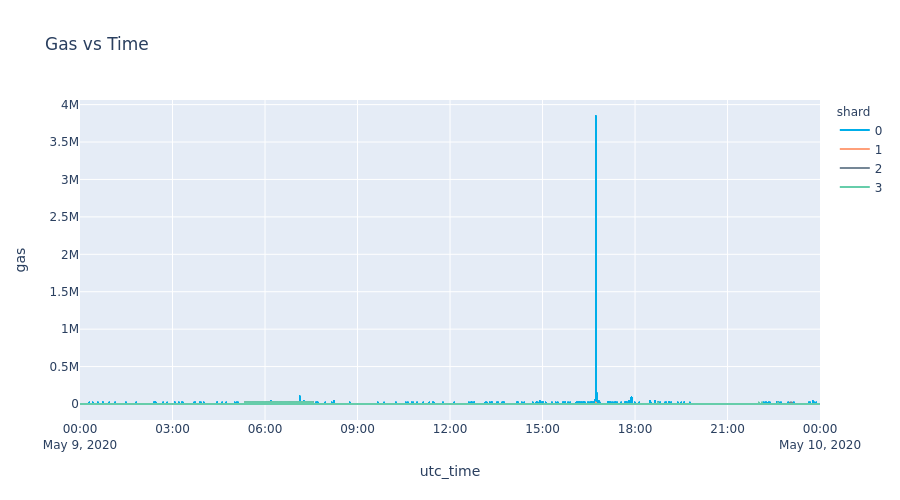 Gas vs Time
shard
0
1
2
3
4M
3.5M
3M
2.5M
2M
1.5M
1M
0.5M
0
gas
00:00 03:00 06:00 09:00 12:00 15:00 18:00 21:00 00:00
May 9, 2020 May 10, 2020
utc_time